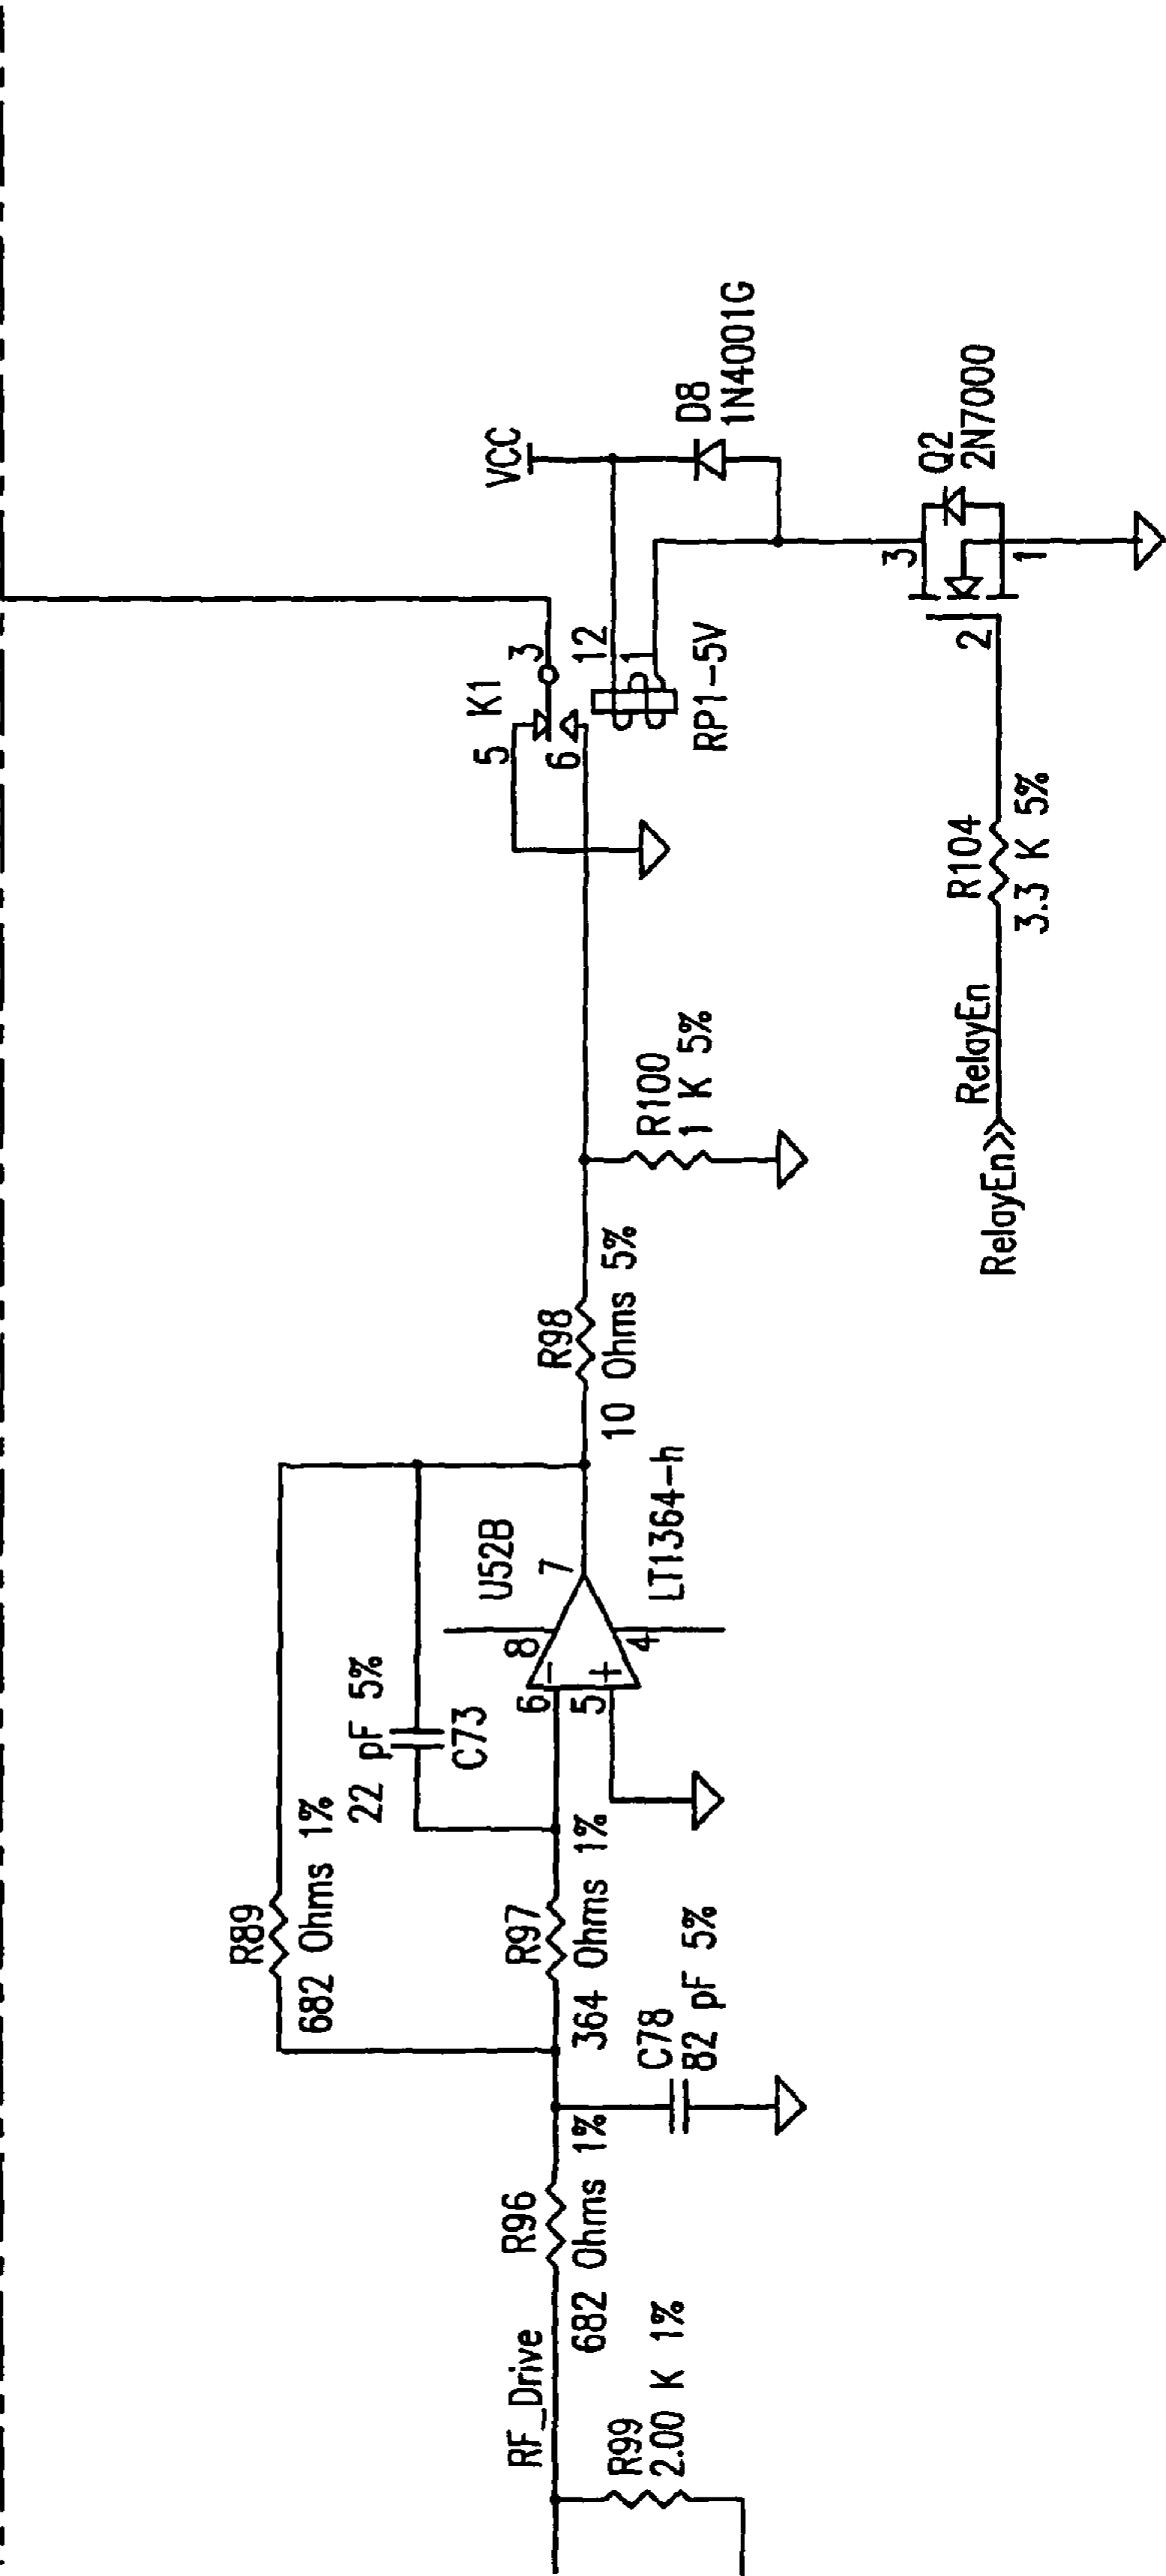 RF_Drive
R99
2.00 K 1%
R96
682 Ohms 1%
C78
82 pF 5%
R89
682 Ohms 1%
R97
364 Ohms 1%
22 pF 5%
C73
6
5
-
+
8
4
7
U52B
LT1364-h
R98
10 Ohms 5%
R100
1 K 5%
K1
5
6
3
12
1
RP1-5V
VCC
D8
1N4001G
RelayEn
RelayEn
R104
3.3 K 5%
2
3
1
Q2
2N7000